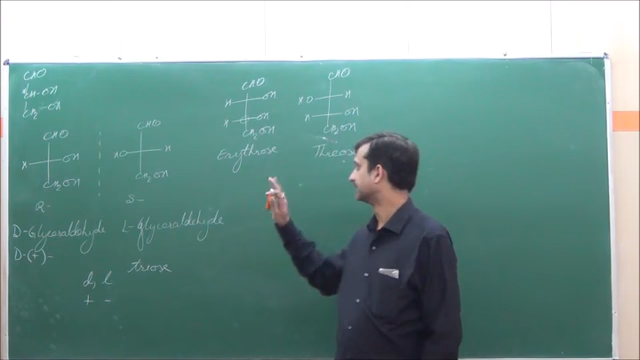 CHO
CH-OH
CH2-OH
CHO
H OH
CH2OH
R-
D-Glyceraldehyde
D-(+)-
CHO
HO H
CH2OH
S-
L-glyceraldehyde
triose
d, l
+ -
CHO
H OH
H OH
CH2OH
Erythrose
CHO
HO H
H OH
CH2OH
Threose